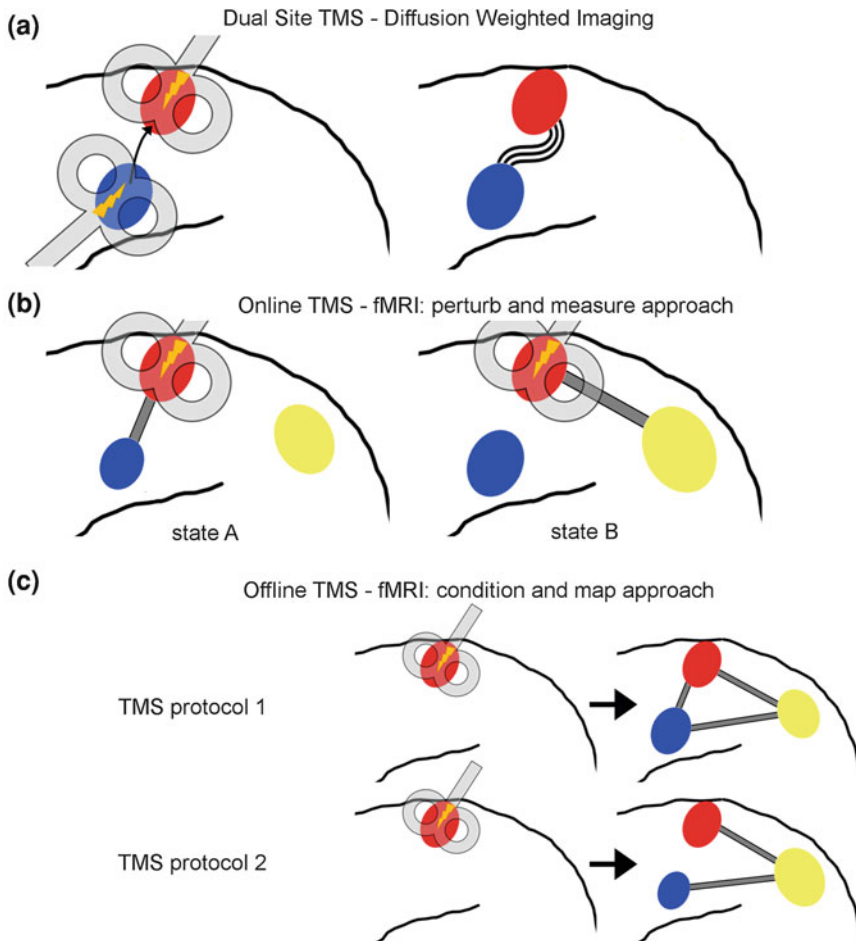 (a)
Dual Site TMS - Diffusion Weighted Imaging
(b)
Online TMS - fMRI: perturb and measure approach
state A
state B
(c)
Offline TMS - fMRI: condition and map approach
TMS protocol 1
TMS protocol 2